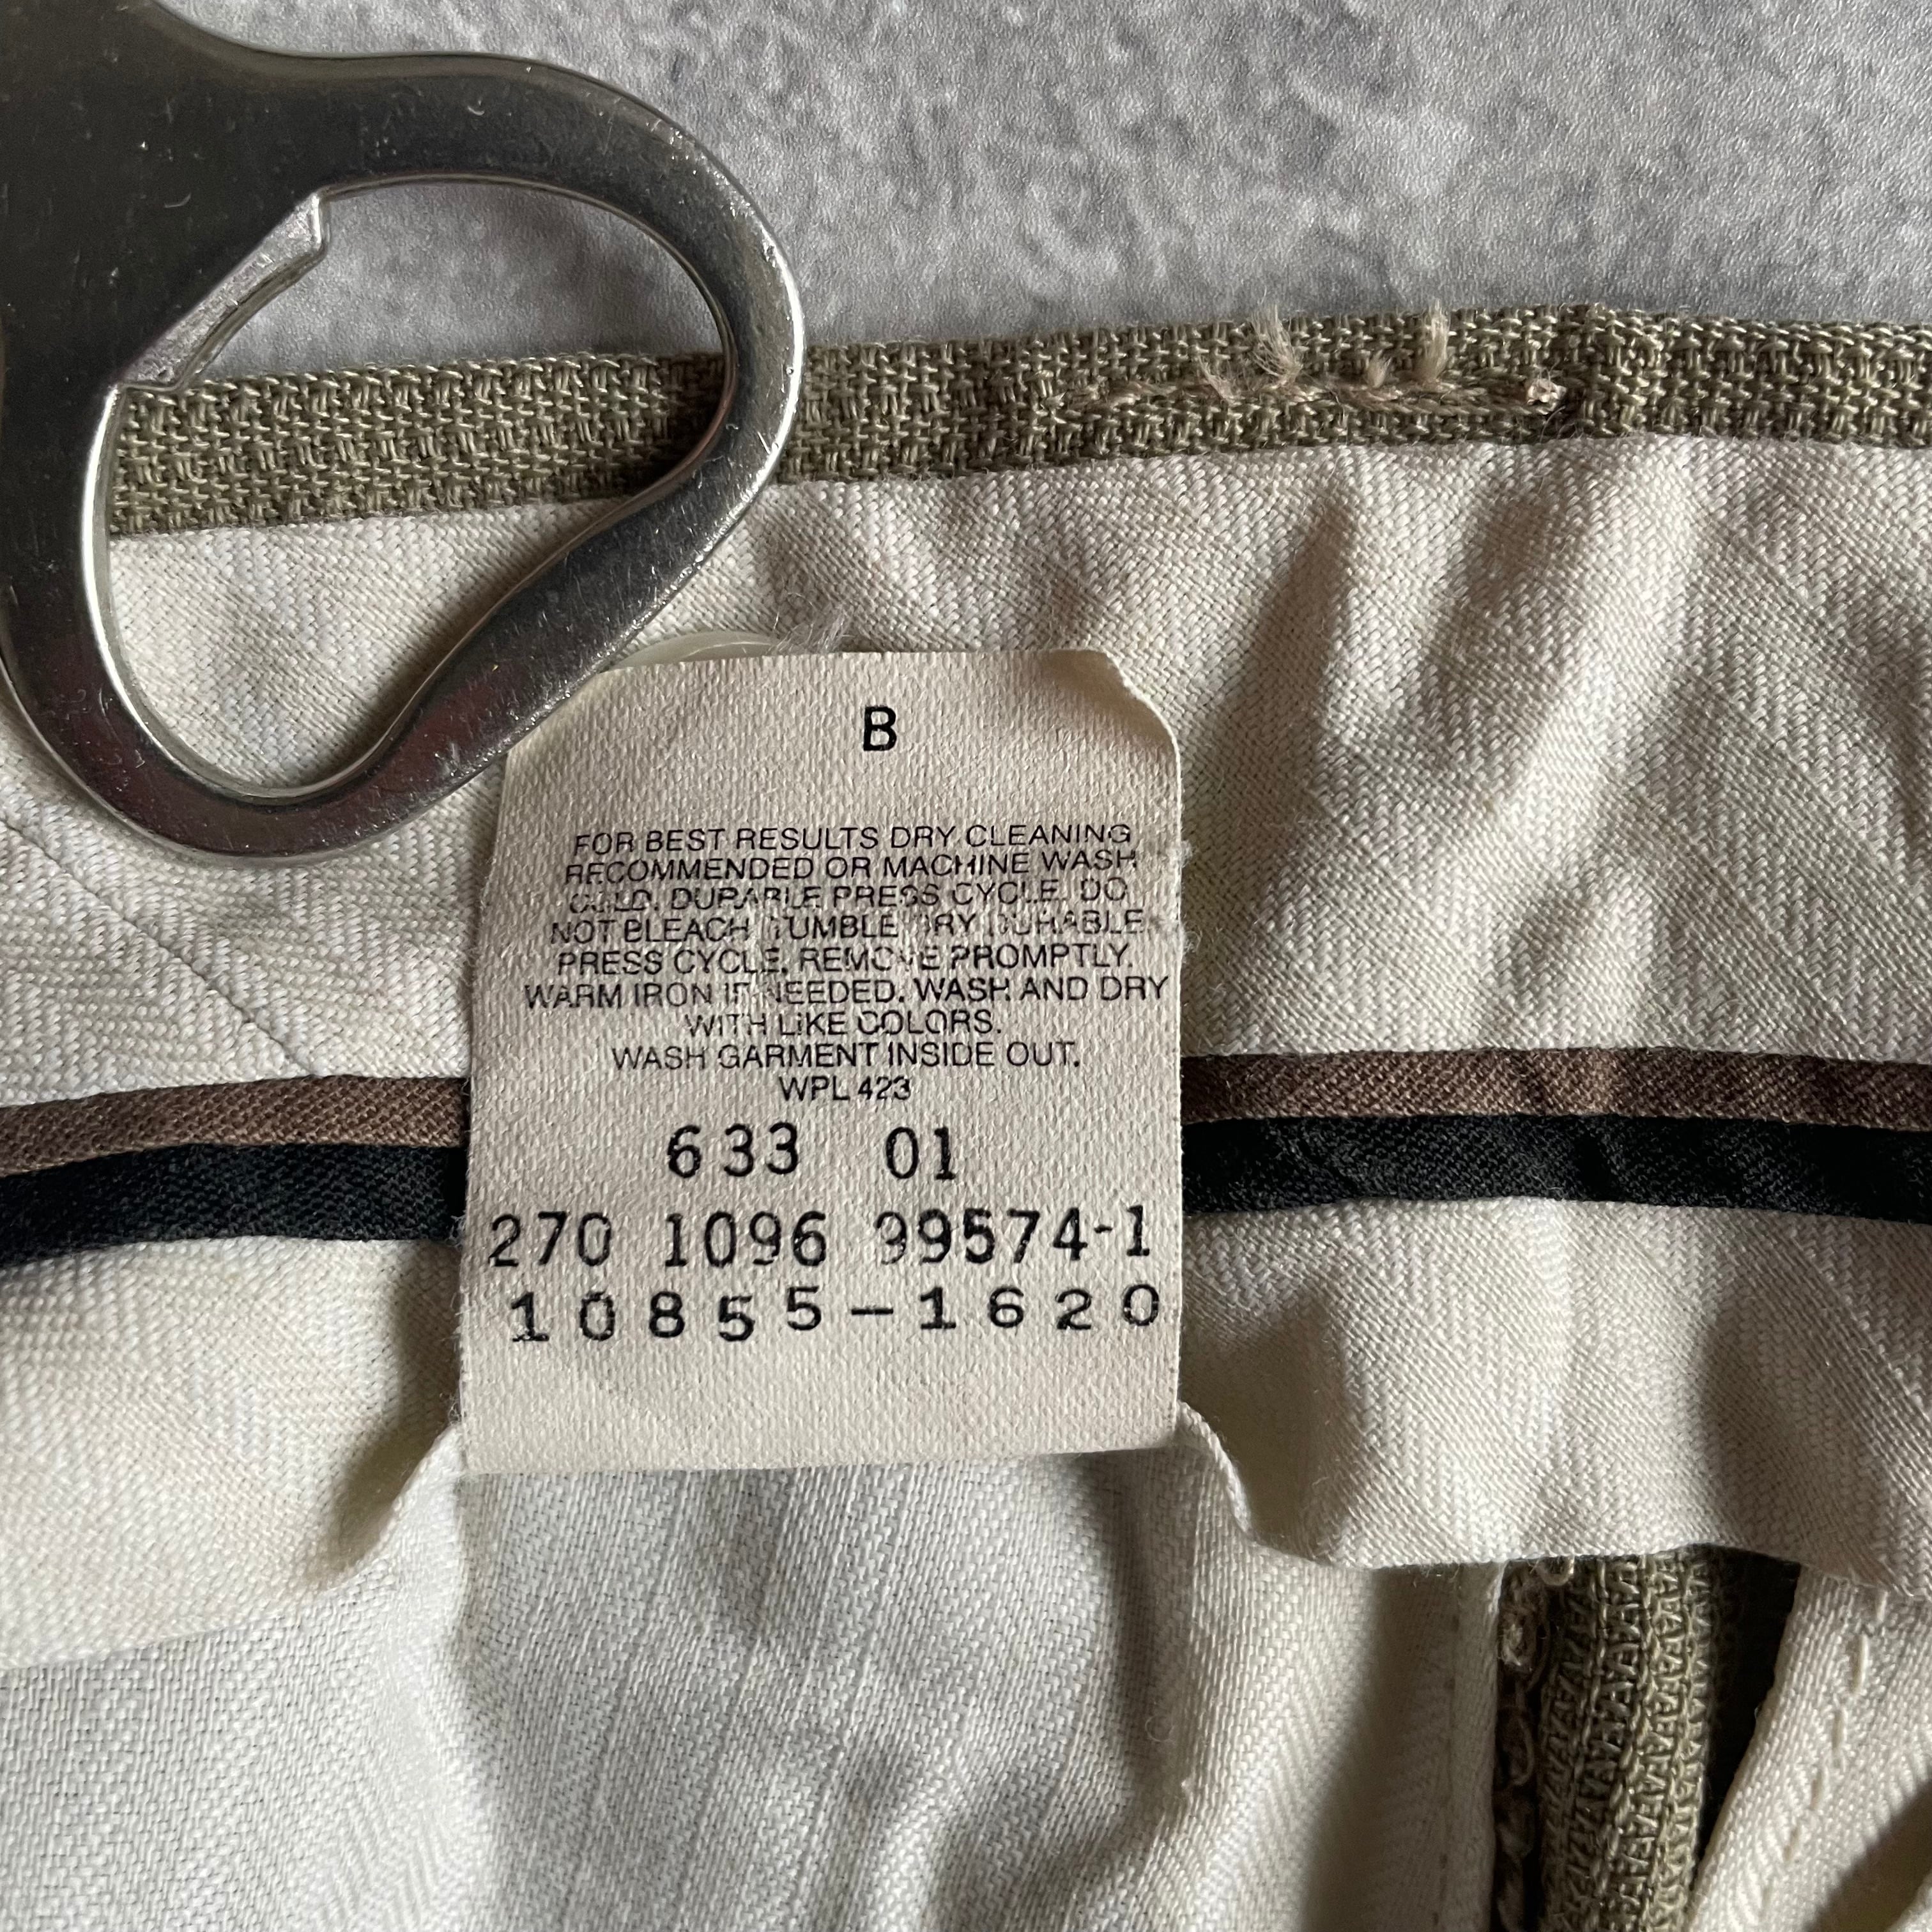 B
FOR BEST RESULTS DRY CLEANING
RECOMMENDED OR MACHINE WASH
COLD. DURABLE PRESS CYCLE. DO
NOT BLEACH. TUMBLE DRY DURABLE
PRESS CYCLE, REMOVE PROMPTLY.
WARM IRON IF NEEDED. WASH AND DRY
WITH LIKE COLORS.
WASH GARMENT INSIDE OUT.
WPL 423
633 01
270 1096 99574-1
10855-1620